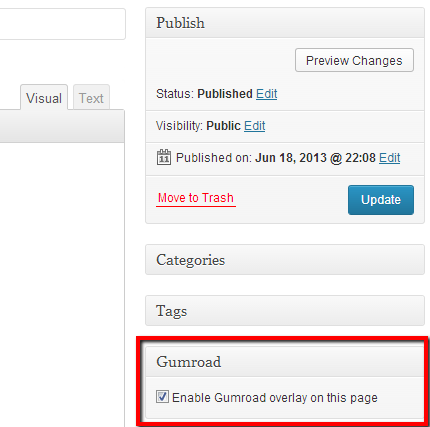 Publish
Preview Changes
Status: Published Edit
Visual Text
Visibility: Public Edit
11 Published on: Jun 18, 2013 @ 22:08 Edit
Move to Trash Update
Categories
Tags
Gumroad
Enable Gumroad overlay on this page